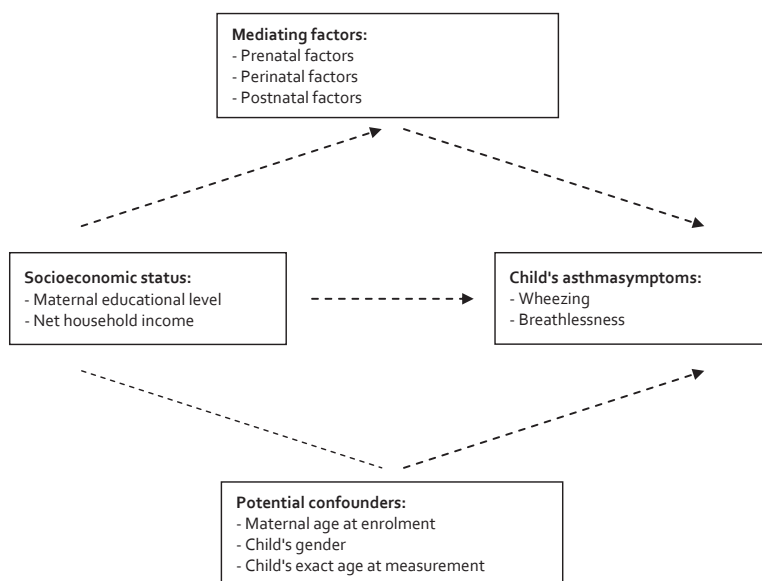 Mediating factors:
- Prenatal factors
- Perinatal factors
- Postnatal factors
Socioeconomic status:
- Maternal educational level
- Net household income
Child's asthmasymptoms:
- Wheezing
- Breathlessness
Potential confounders:
- Maternal age at enrolment
- Child's gender
- Child's exact age at measurement